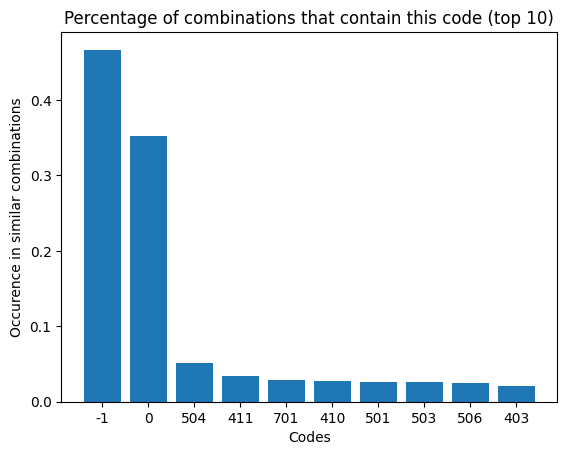 Percentage of combinations that contain this code (top 10)
Occurence in similar combinations
0.4
0.3
0.2
0.1
0.0
-1 0 504 411 701 410 501 503 506 403
Codes